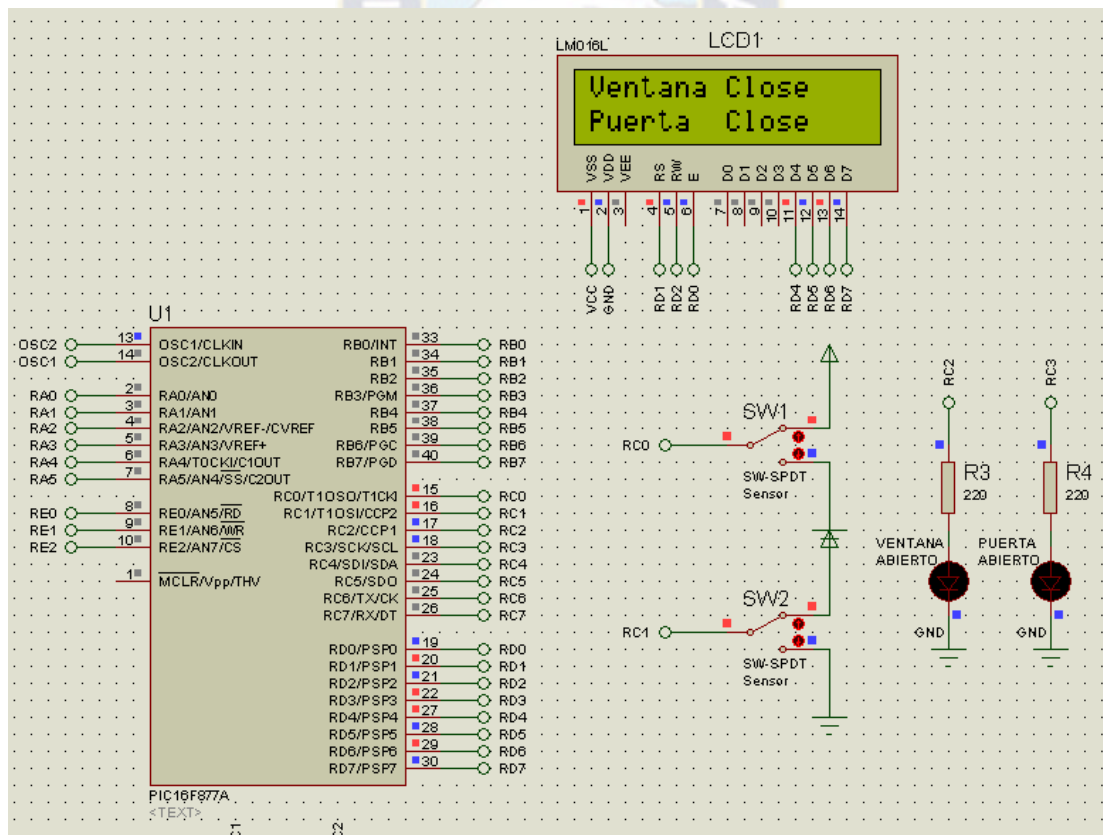 LCD1
LM016L
Ventana Close
Puerta Close
VSS
VDD
VEE
RS
RW
E
D0
D1
D2
D3
D4
D5
D6
D7
1
2
3
4
5
6
7
8
9
10
11
12
13
14
VCC
GND
RD1
RD2
RD0
RD4
RD5
RD6
RD7
U1
OSC2 13 OSC1/CLKIN
OSC1 14 OSC2/CLKOUT
RA0 2 RA0/AN0
RA1 3 RA1/AN1
RA2 4 RA2/AN2/VREF-/CVREF
RA3 5 RA3/AN3/VREF+
RA4 6 RA4/T0CKI/C1OUT
RA5 7 RA5/AN4/SS/C2OUT
RE0 8 RE0/AN5/RD
RE1 9 RE1/AN6/WR
RE2 10 RE2/AN7/CS
1 MCLR/Vpp/THV
RB0/INT 33 RB0
RB1 34 RB1
RB2 35 RB2
RB3/PGM 36 RB3
RB4 37 RB4
RB5 38 RB5
RB6/PGC 39 RB6
RB7/PGD 40 RB7
RC0/T1OSO/T1CKI 15 RC0
RC1/T1OSI/CCP2 16 RC1
RC2/CCP1 17 RC2
RC3/SCK/SCL 18 RC3
RC4/SDI/SDA 23 RC4
RC5/SDO 24 RC5
RC6/TX/CK 25 RC6
RC7/RX/DT 26 RC7
RD0/PSP0 19 RD0
RD1/PSP1 20 RD1
RD2/PSP2 21 RD2
RD3/PSP3 22 RD3
RD4/PSP4 27 RD4
RD5/PSP5 28 RD5
RD6/PSP6 29 RD6
RD7/PSP7 30 RD7
PIC16F877A
<TEXT>
SW1
RC0
SW-SPDT
Sensor
SW2
RC1
SW-SPDT
Sensor
RC2
R3
220
VENTANA
ABIERTO
GND
RC3
R4
220
PUERTA
ABIERTO
GND